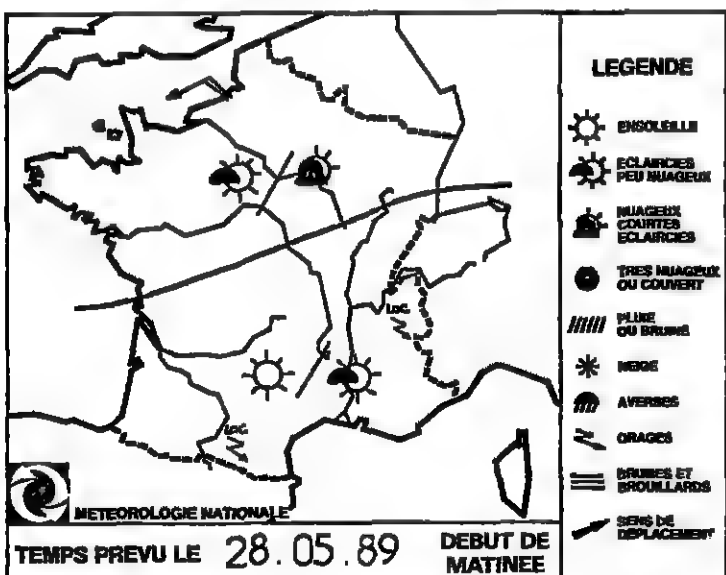 LEGENDE
ENSOLEILLE
ECLAIRCIES
PEU NUAGEUX
NUAGEUX
COURTES
ECLAIRCIES
TRES NUAGEUX
OU COUVERT
PLUIE
OU BRUINE
NEIGE
AVERSES
ORAGES
BRUMES ET
BROUILLARDS
SENS DE
DEPLACEMENT
Loc.
Loc.
METEOROLOGIE NATIONALE
TEMPS PREVU LE 28.05.89 DEBUT DE
MATINEE